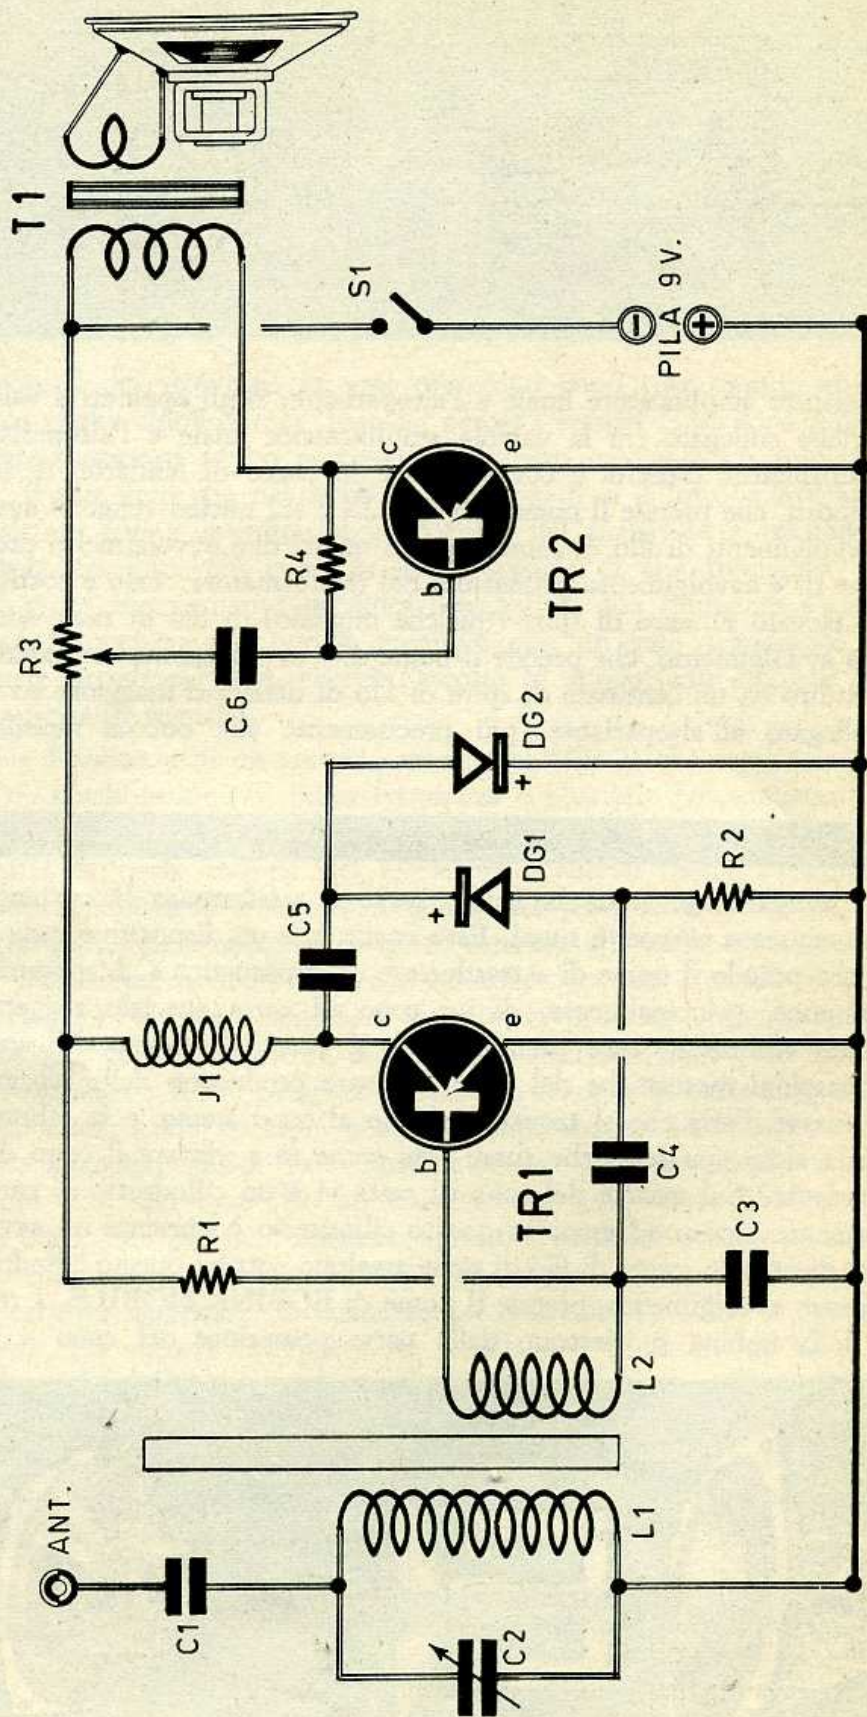 ANT.
C1
C2
L1
L2
R1
J1
C5
b
c
e
TR1
C4
C3
DG1
+
DG2
+
R2
R3
C6
R4
b
c
e
TR2
T1
S1
−
PILA 9 V.
+